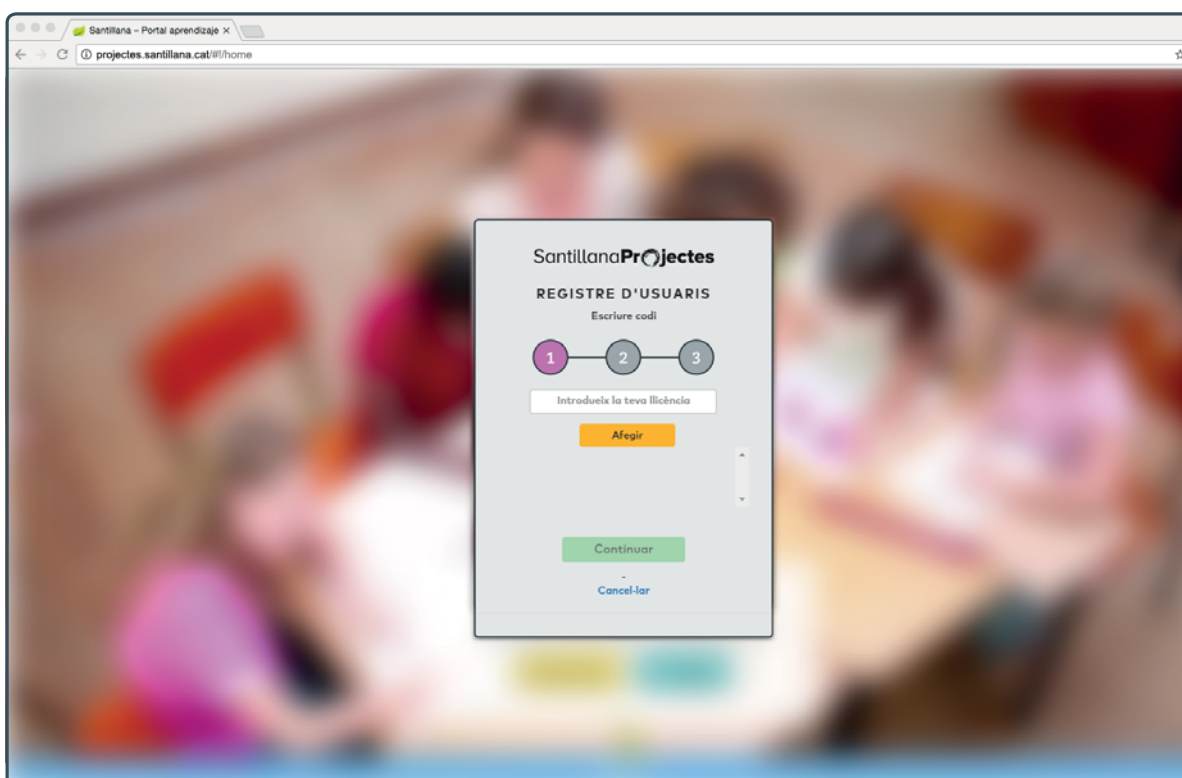 Santillana – Portal aprendizaje ×
projectes.santillana.cat/#!/home
SantillanaProjectes
REGISTRE D'USUARIS
Escriure codi
1 2 3
Introdueix la teva llicència
Afegir
Continuar
-
Cancel·lar